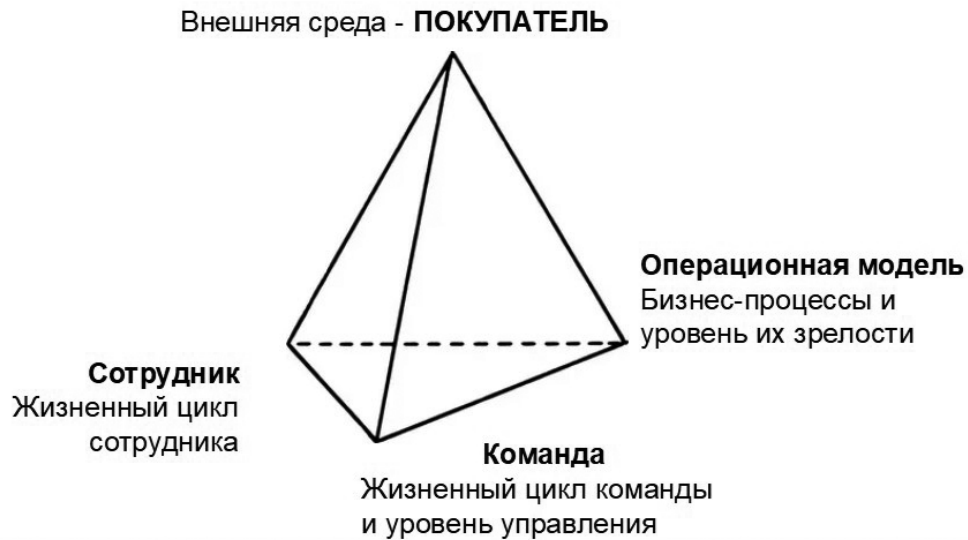 Внешняя среда - ПОКУПАТЕЛЬ
Операционная модель
Бизнес-процессы и
уровень их зрелости
Сотрудник
Жизненный цикл
сотрудника
Команда
Жизненный цикл команды
и уровень управления